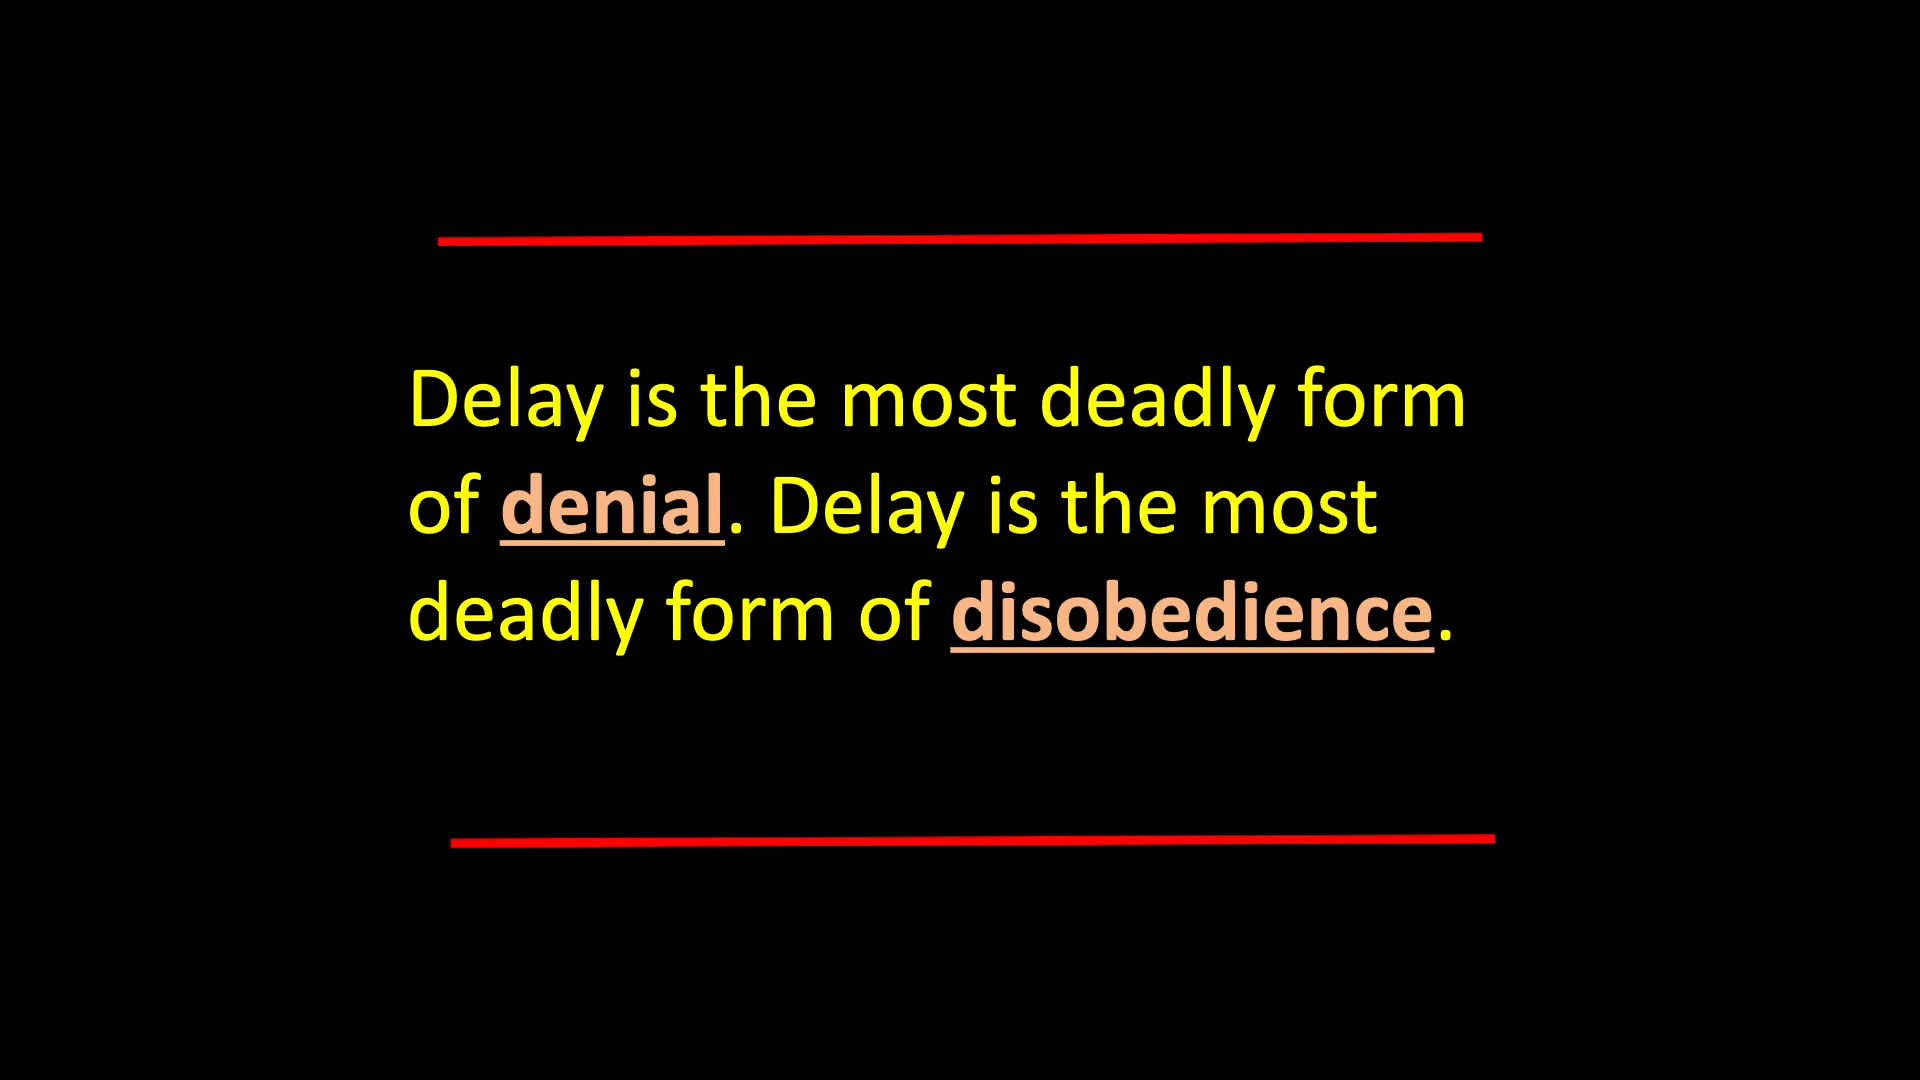 Delay is the most deadly form
of denial. Delay is the most
deadly form of disobedience.